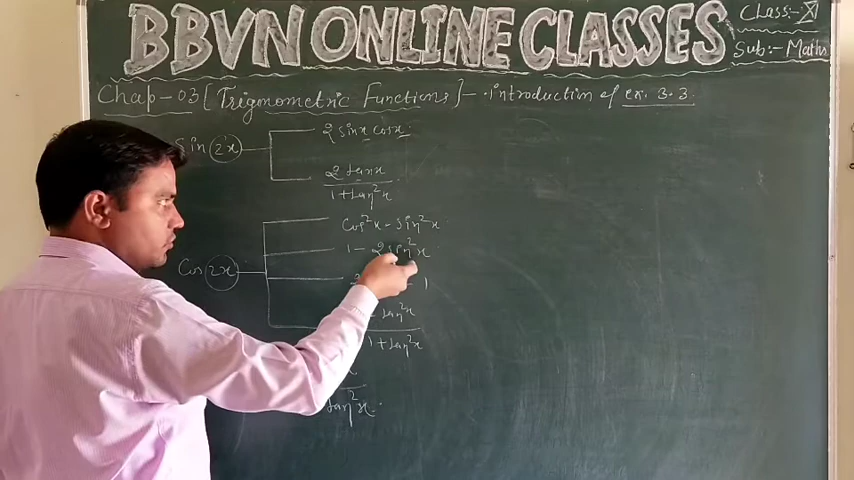 BBVN ONLINE CLASSES
Class:- XI
Sub:- Maths
Chap-03 [Trigonometric Functions] - introduction of ex. 3.3
Sin 2x
2 sinx cosx
2 tanx
1+tan²x
Cos²x - sin²x
1 - 2 sin²x
Cos 2x
- 1
- tan²x
1+tan²x
x
tan²x